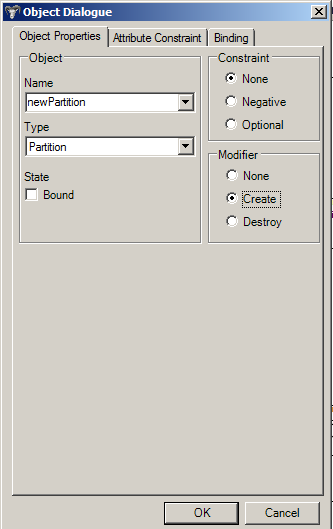 Object Dialogue
Object Properties
Attribute Constraint
Binding
Object
Name
newPartition
Type
Partition
State
Bound
Constraint
None
Negative
Optional
Modifier
None
Create
Destroy
OK
Cancel